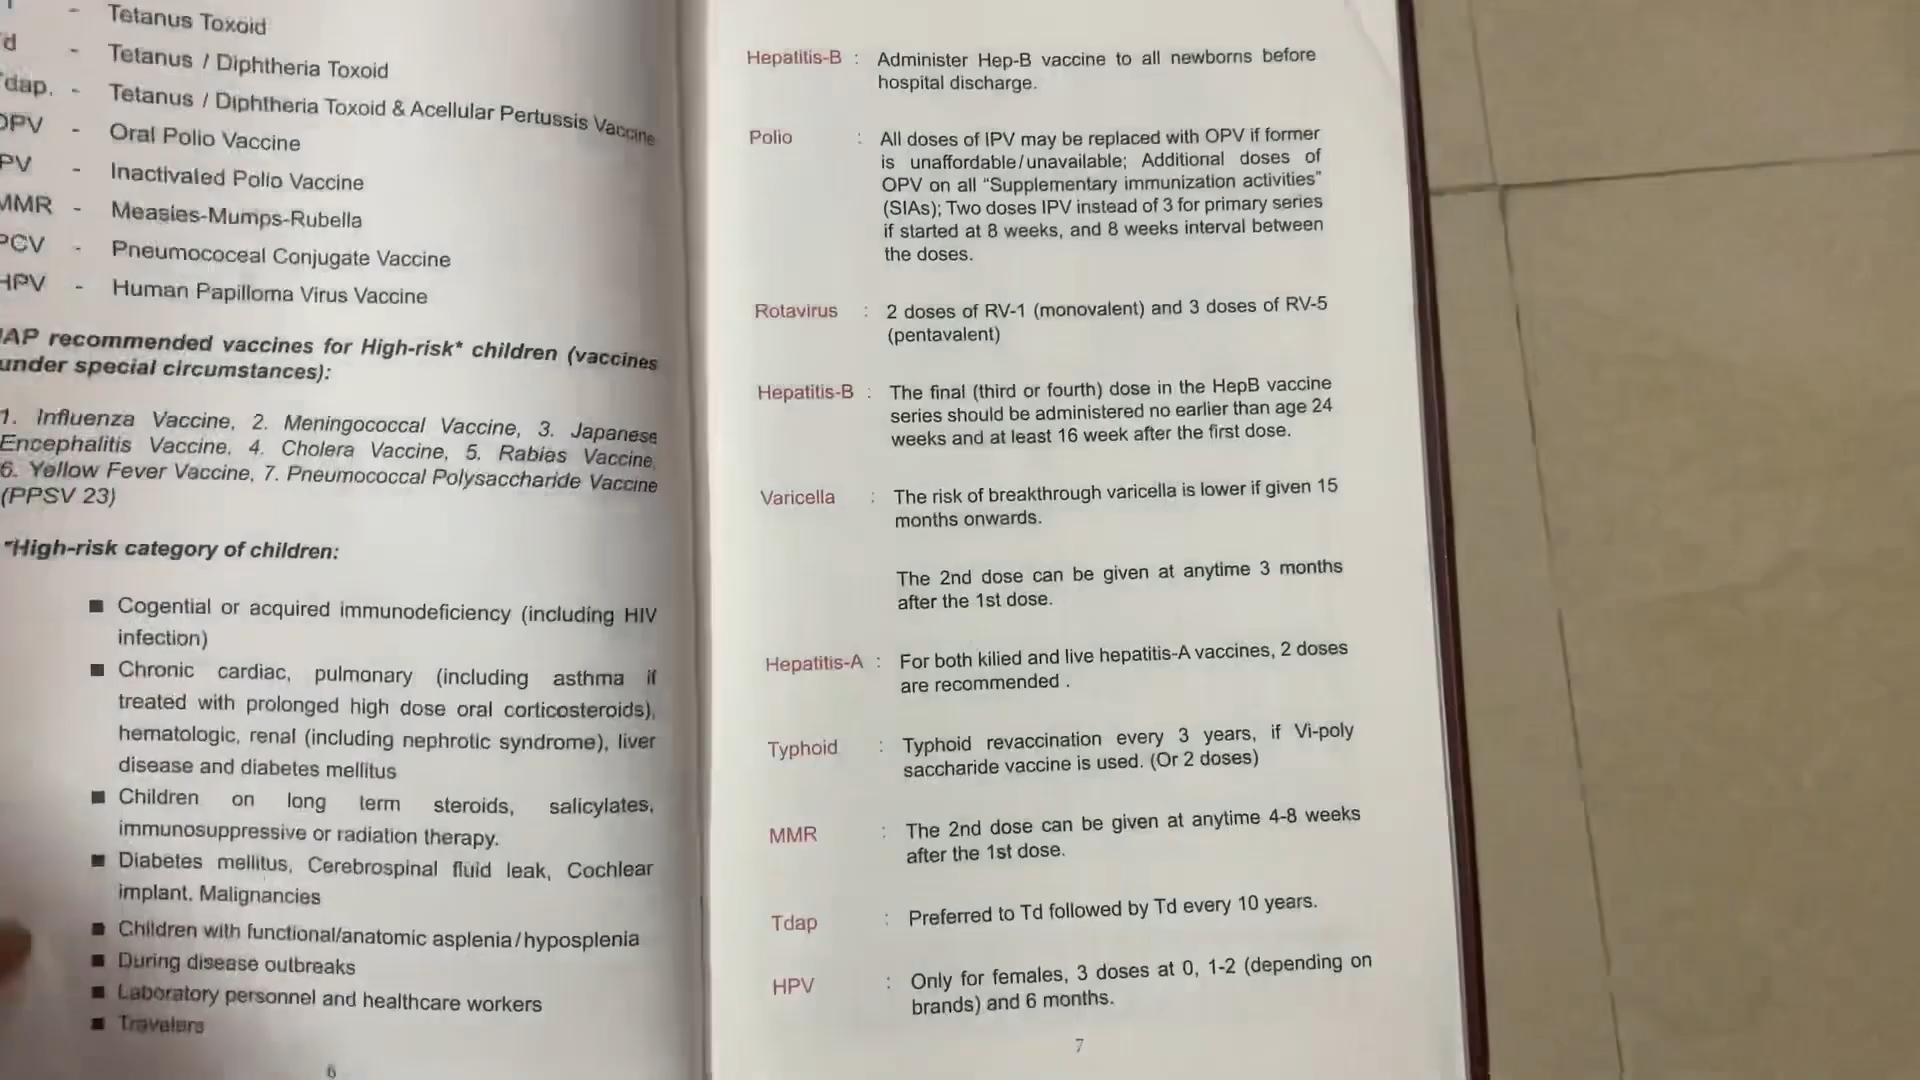 - Tetanus Toxoid
d - Tetanus / Diphtheria Toxoid
dap. - Tetanus / Diphtheria Toxoid & Acellular Pertussis Vaccine
OPV - Oral Polio Vaccine
PV - Inactivaled Polio Vaccine
MMR - Measies-Mumps-Rubella
PCV - Pneumococeal Conjugate Vaccine
HPV - Human Papilloma Virus Vaccine
IAP recommended vaccines for High-risk* children (vaccines
under special circumstances):
1. Influenza Vaccine, 2. Meningococcal Vaccine, 3. Japanese
Encephalitis Vaccine, 4. Cholera Vaccine, 5. Rabies Vaccine,
6. Yellow Fever Vaccine, 7. Pneumococcal Polysaccharide Vaccine
(PPSV 23)
*High-risk category of children:
■ Cogential or acquired immunodeficiency (including HIV
infection)
■ Chronic cardiac, pulmonary (including asthma if
treated with prolonged high dose oral corticosteroids),
hematologic, renal (including nephrotic syndrome), liver
disease and diabetes mellitus
■ Children on long term steroids, salicylates,
immunosuppressive or radiation therapy.
■ Diabetes mellitus, Cerebrospinal fluid leak, Cochlear
implant. Malignancies
■ Children with functional/anatomic asplenia/hyposplenia
■ During disease outbreaks
■ Laboratory personnel and healthcare workers
■ Travelers
6
Hepatitis-B : Administer Hep-B vaccine to all newborns before
hospital discharge.
Polio : All doses of IPV may be replaced with OPV if former
is unaffordable/unavailable; Additional doses of
OPV on all “Supplementary immunization activities”
(SIAs); Two doses IPV instead of 3 for primary series
if started at 8 weeks, and 8 weeks interval between
the doses.
Rotavirus : 2 doses of RV-1 (monovalent) and 3 doses of RV-5
(pentavalent)
Hepatitis-B : The final (third or fourth) dose in the HepB vaccine
series should be administered no earlier than age 24
weeks and at least 16 week after the first dose.
Varicella : The risk of breakthrough varicella is lower if given 15
months onwards.
The 2nd dose can be given at anytime 3 months
after the 1st dose.
Hepatitis-A : For both kilied and live hepatitis-A vaccines, 2 doses
are recommended .
Typhoid : Typhoid revaccination every 3 years, if Vi-poly
saccharide vaccine is used. (Or 2 doses)
MMR : The 2nd dose can be given at anytime 4-8 weeks
after the 1st dose.
Tdap : Preferred to Td followed by Td every 10 years.
HPV : Only for females, 3 doses at 0, 1-2 (depending on
brands) and 6 months.
7